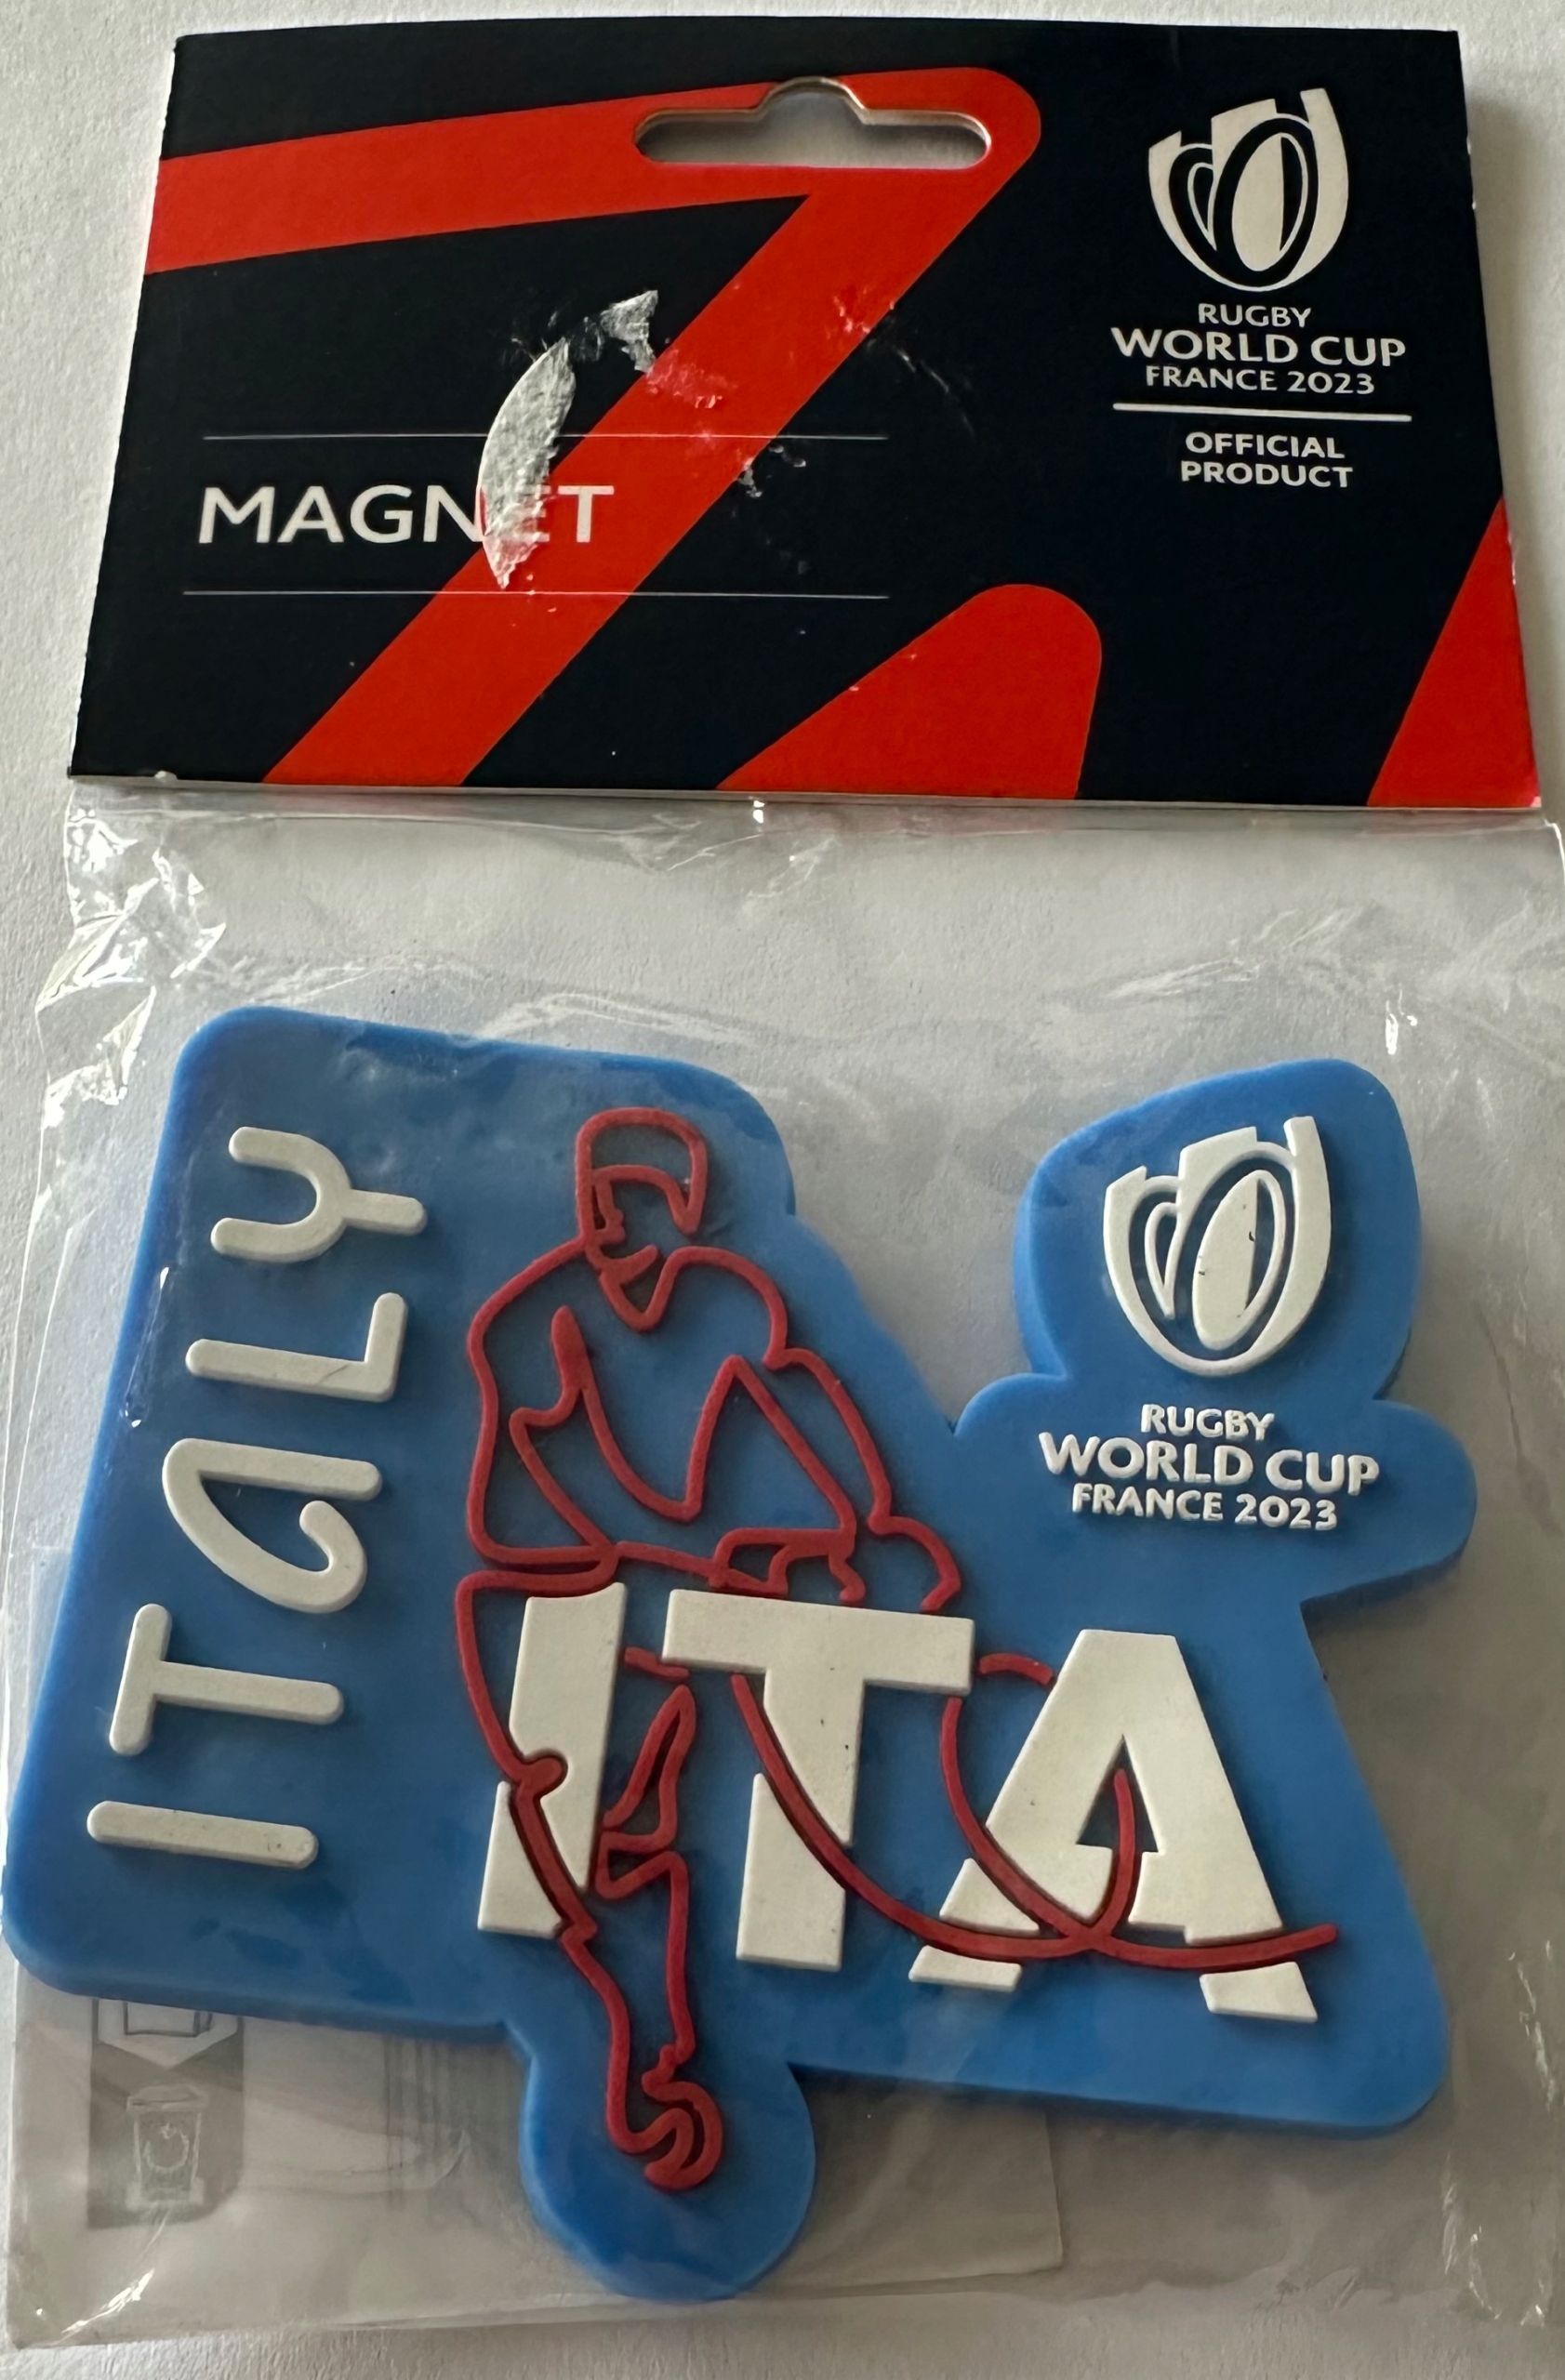 RUGBY
WORLD CUP
FRANCE 2023
OFFICIAL
PRODUCT
MAGNET
ITALY
RUGBY
WORLD CUP
FRANCE 2023
ITA